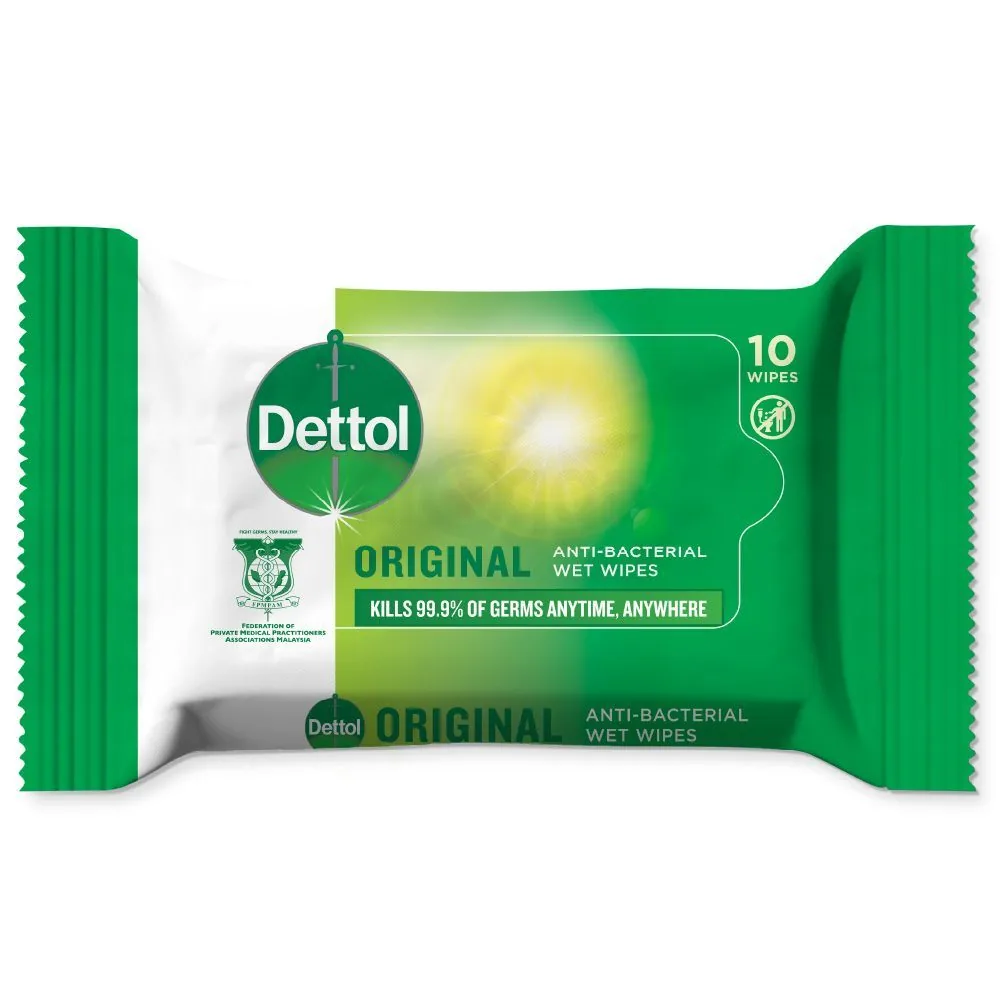 10
WIPES
Dettol
FIGHT GERMS. STAY HEALTHY
FPMPAM
FEDERATION OF
PRIVATE MEDICAL PRACTITIONERS
ASSOCIATIONS MALAYSIA
ORIGINAL
ANTI-BACTERIAL
WET WIPES
KILLS 99.9% OF GERMS ANYTIME, ANYWHERE
Dettol
ORIGINAL
ANTI-BACTERIAL
WET WIPES